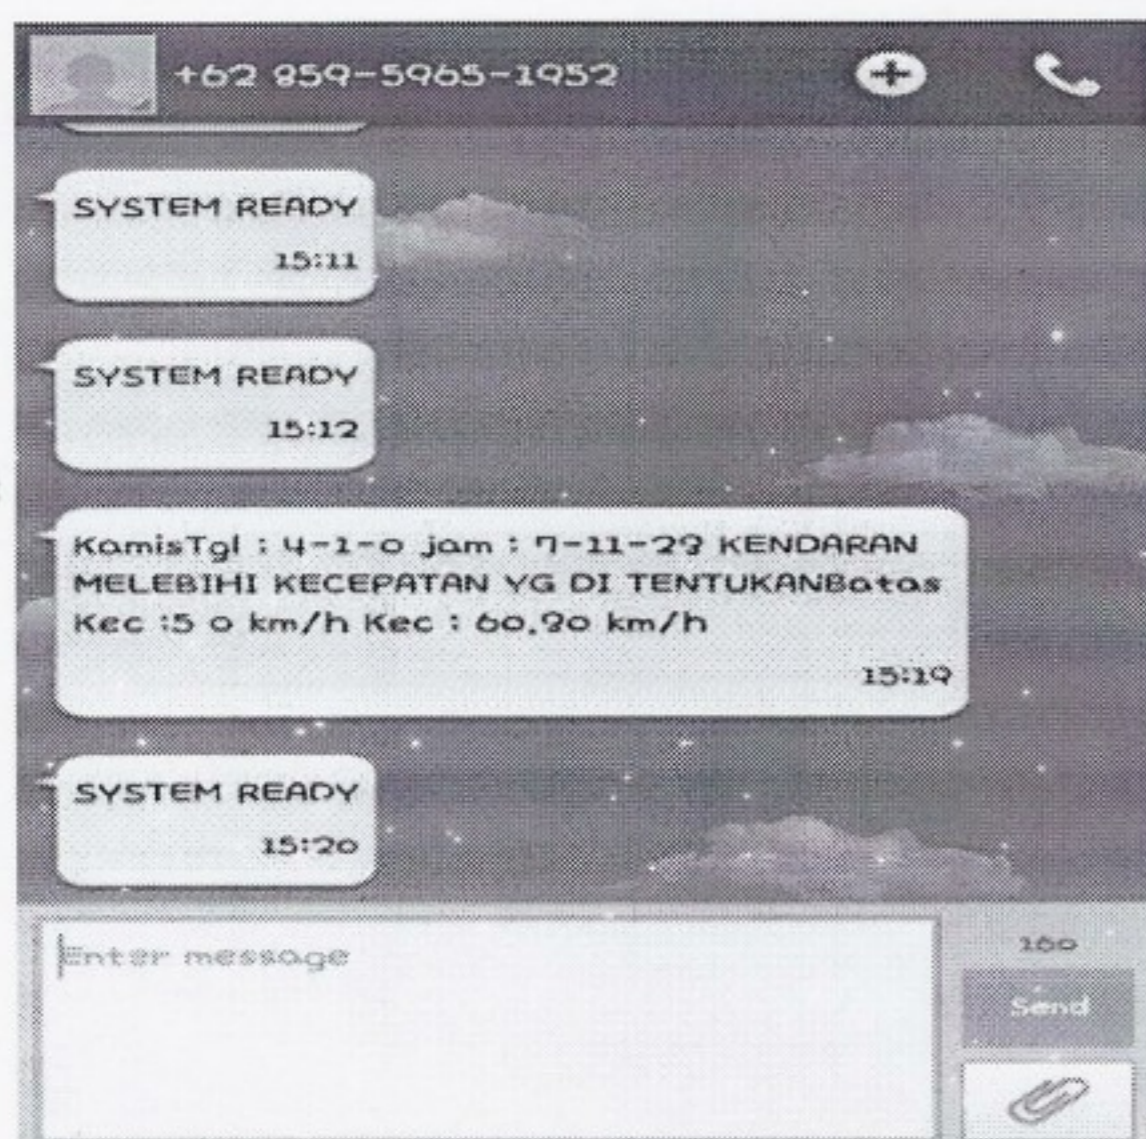 +62 859-5965-1952
SYSTEM READY
15:11
SYSTEM READY
15:12
KamisTgl : 4-1-0 jam : 7-11-28 KENDARAN
MELEBIHI KECEPATAN YG DI TENTUKANBatas
Kec :5 0 km/h Kec : 60.80 km/h
15:19
SYSTEM READY
15:20
Enter message
160
Send